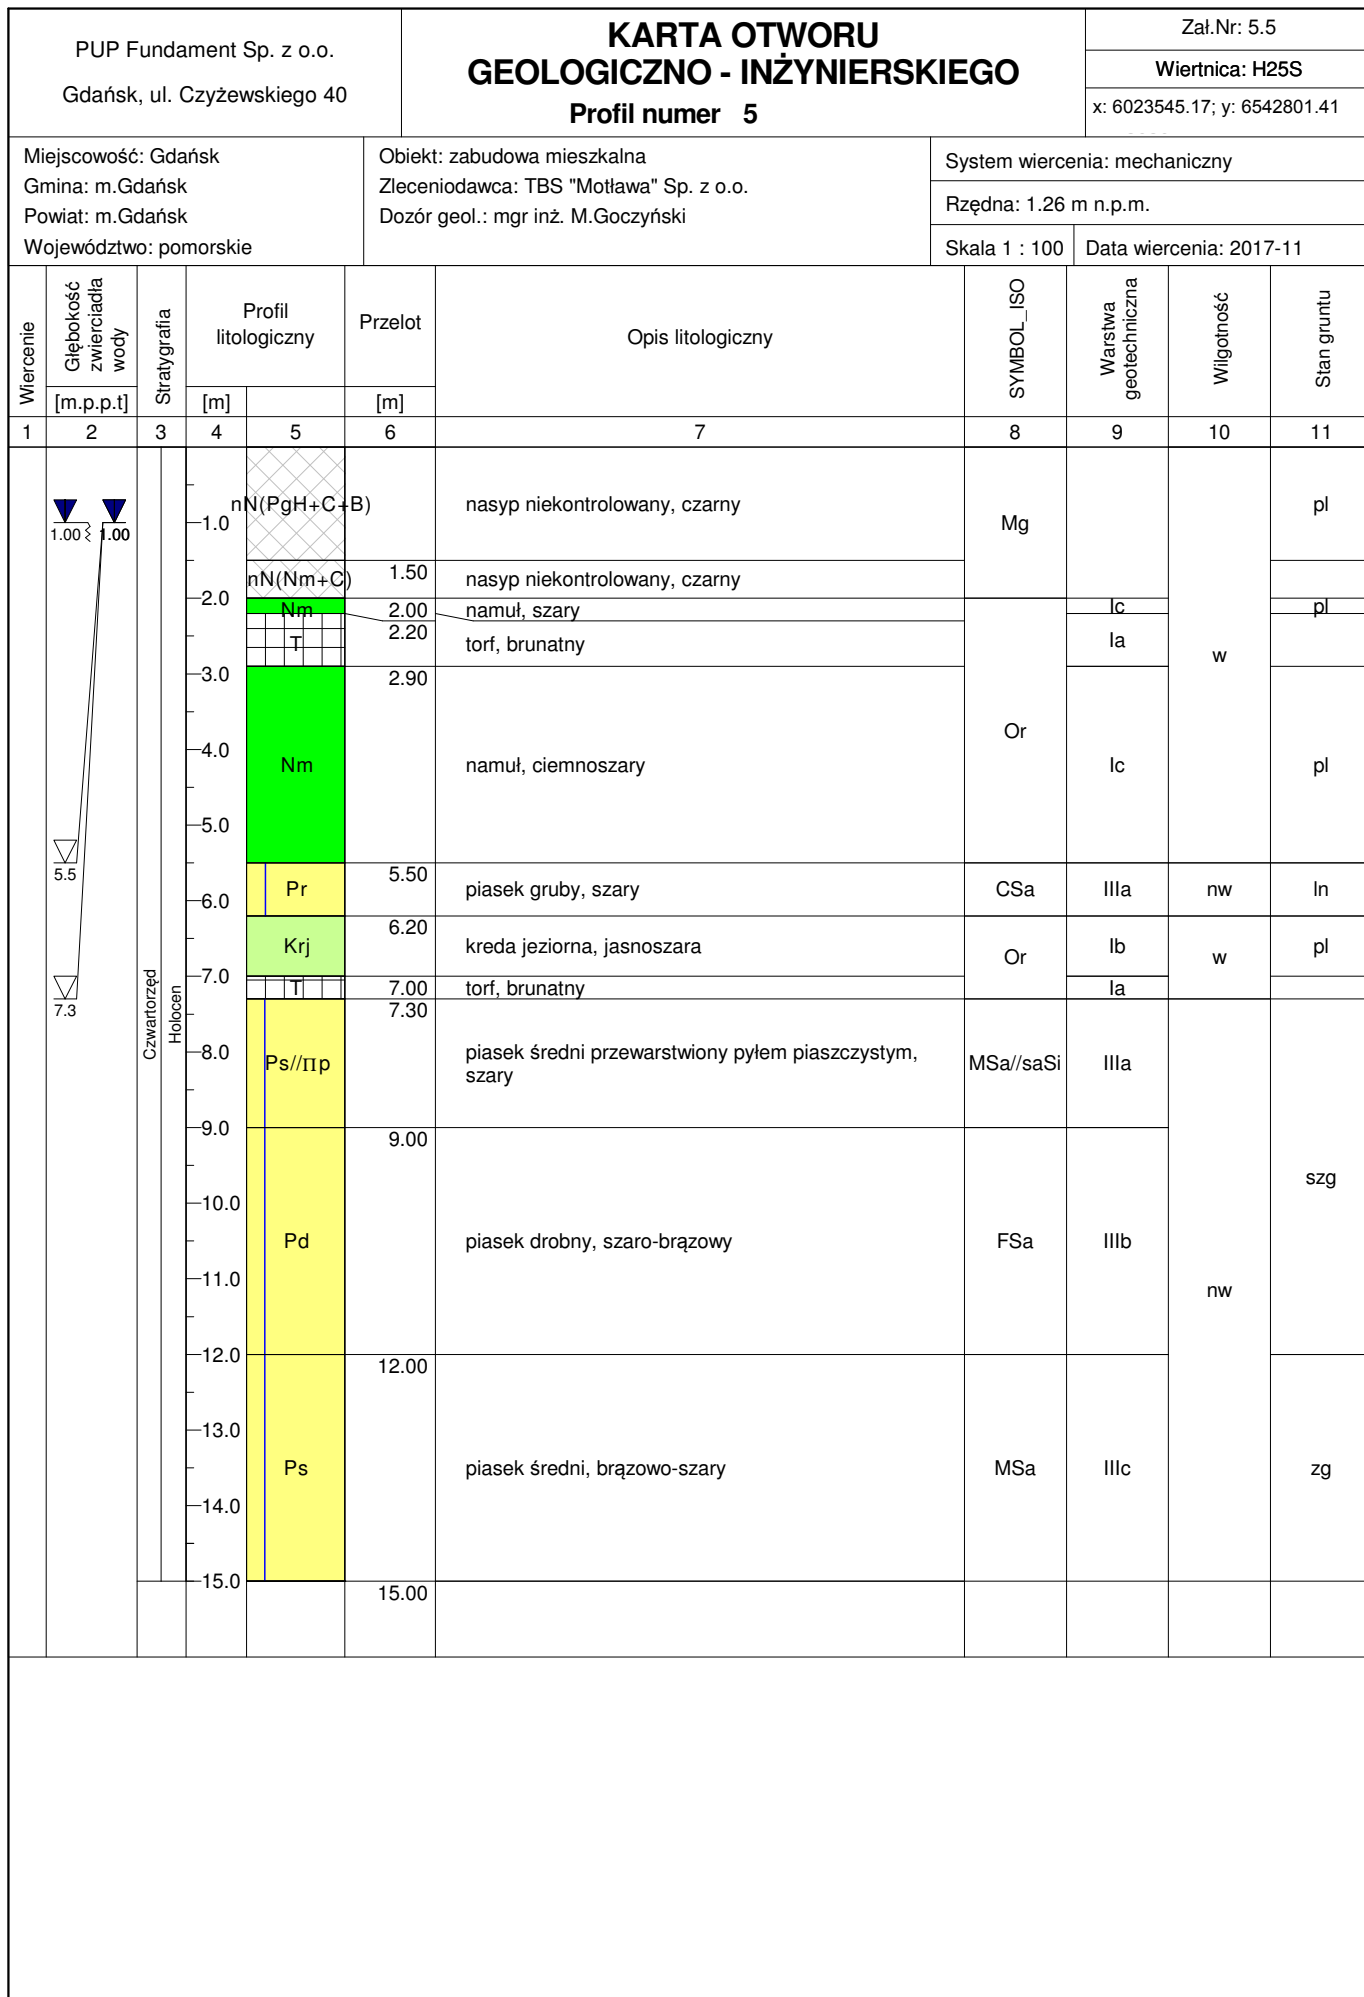 PUP Fundament Sp. z o.o.
Gdańsk, ul. Czyżewskiego 40
KARTA OTWORU
GEOLOGICZNO - INŻYNIERSKIEGO
Profil numer 5
Zał.Nr: 5.5
Wiertnica: H25S
x: 6023545.17; y: 6542801.41
Miejscowość: Gdańsk
Gmina: m.Gdańsk
Powiat: m.Gdańsk
Województwo: pomorskie
Obiekt: zabudowa mieszkalna
Zleceniodawca: TBS "Motława" Sp. z o.o.
Dozór geol.: mgr inż. M.Goczyński
System wiercenia: mechaniczny
Rzędna: 1.26 m n.p.m.
Skala 1 : 100
Data wiercenia: 2017-11
Wiercenie
Głębokość
zwierciadła
wody
[m.p.p.t]
Stratygrafia
Profil
litologiczny
[m]
Przelot
[m]
Opis litologiczny
SYMBOL_ISO
Warstwa
geotechniczna
Wilgotność
Stan gruntu
1 2 3 4 5 6 7 8 9 10 11
nN(PgH+C+B)
nasyp niekontrolowany, czarny
Mg
pl
1.0
1.00
1.00
nN(Nm+C)
1.50
nasyp niekontrolowany, czarny
2.0
Nm
2.00
namuł, szary
Ic
pl
T
2.20
torf, brunatny
Ia
w
3.0
2.90
Or
4.0
Nm
namuł, ciemnoszary
Ic
pl
5.0
5.5
Pr
5.50
piasek gruby, szary
CSa
IIIa
nw
ln
6.0
Krj
6.20
kreda jeziorna, jasnoszara
Or
Ib
w
pl
7.0
T
7.00
torf, brunatny
Ia
7.3
7.30
Czwartorzęd
Holocen
8.0
Ps//Πp
piasek średni przewarstwiony pyłem piaszczystym,
szary
MSa//saSi
IIIa
9.0
9.00
szg
10.0
Pd
piasek drobny, szaro-brązowy
FSa
IIIb
11.0
nw
12.0
12.00
13.0
Ps
piasek średni, brązowo-szary
MSa
IIIc
zg
14.0
15.0
15.00